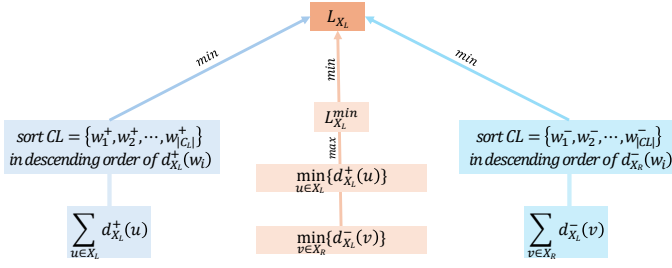 L_{X_L}
min
min
min
sort CL = {w_1^+, w_2^+, ⋯, w_{|C_L|}^+}
in descending order of d_{X_L}^+(w_i)
L_{X_L}^{min}
sort CL = {w_1^-, w_2^-, ⋯, w_{|CL|}^-}
in descending order of d_{X_R}^-(w_i)
max
min_{u∈X_L}{d_{X_L}^+(u)}
∑_{u∈X_L} d_{X_L}^+(u)
min_{v∈X_R}{d_{X_L}^-(v)}
∑_{v∈X_R} d_{X_L}^-(v)